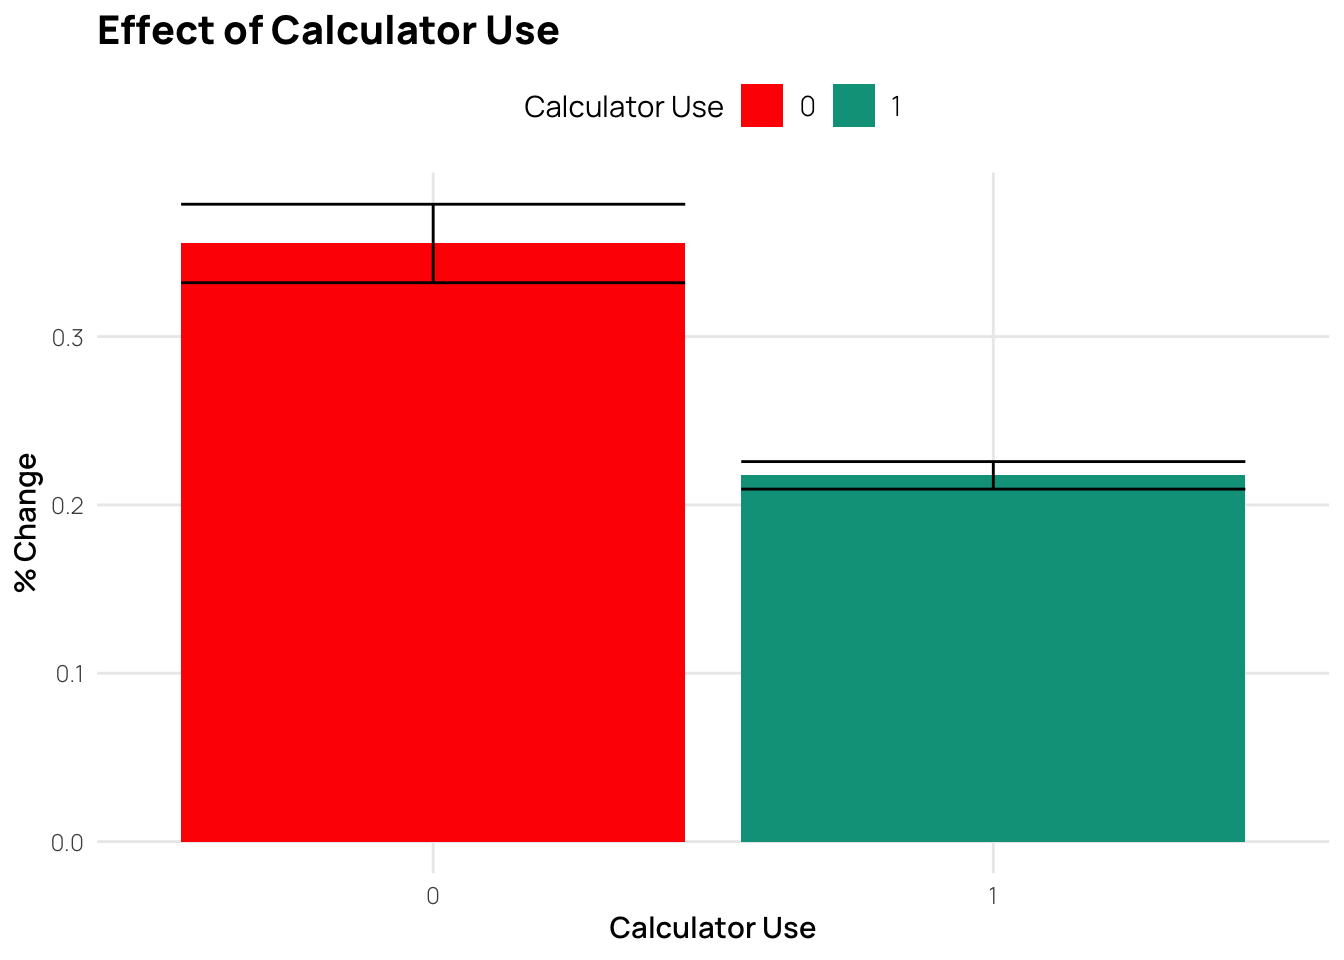 Effect of Calculator Use
Calculator Use 0 1
% Change
0.3
0.2
0.1
0.0
0 1
Calculator Use